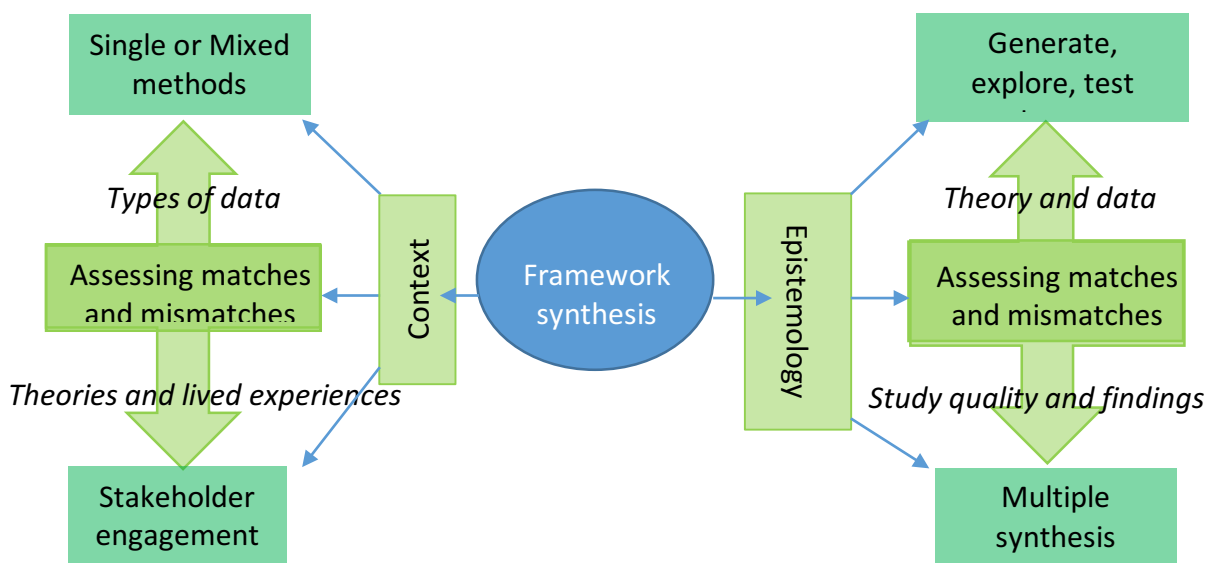 Single or Mixed
methods
Types of data
Assessing matches
and mismatches
Theories and lived experiences
Stakeholder
engagement
Context
Framework
synthesis
Epistemology
Generate,
explore, test
Theory and data
Assessing matches
and mismatches
Study quality and findings
Multiple
synthesis